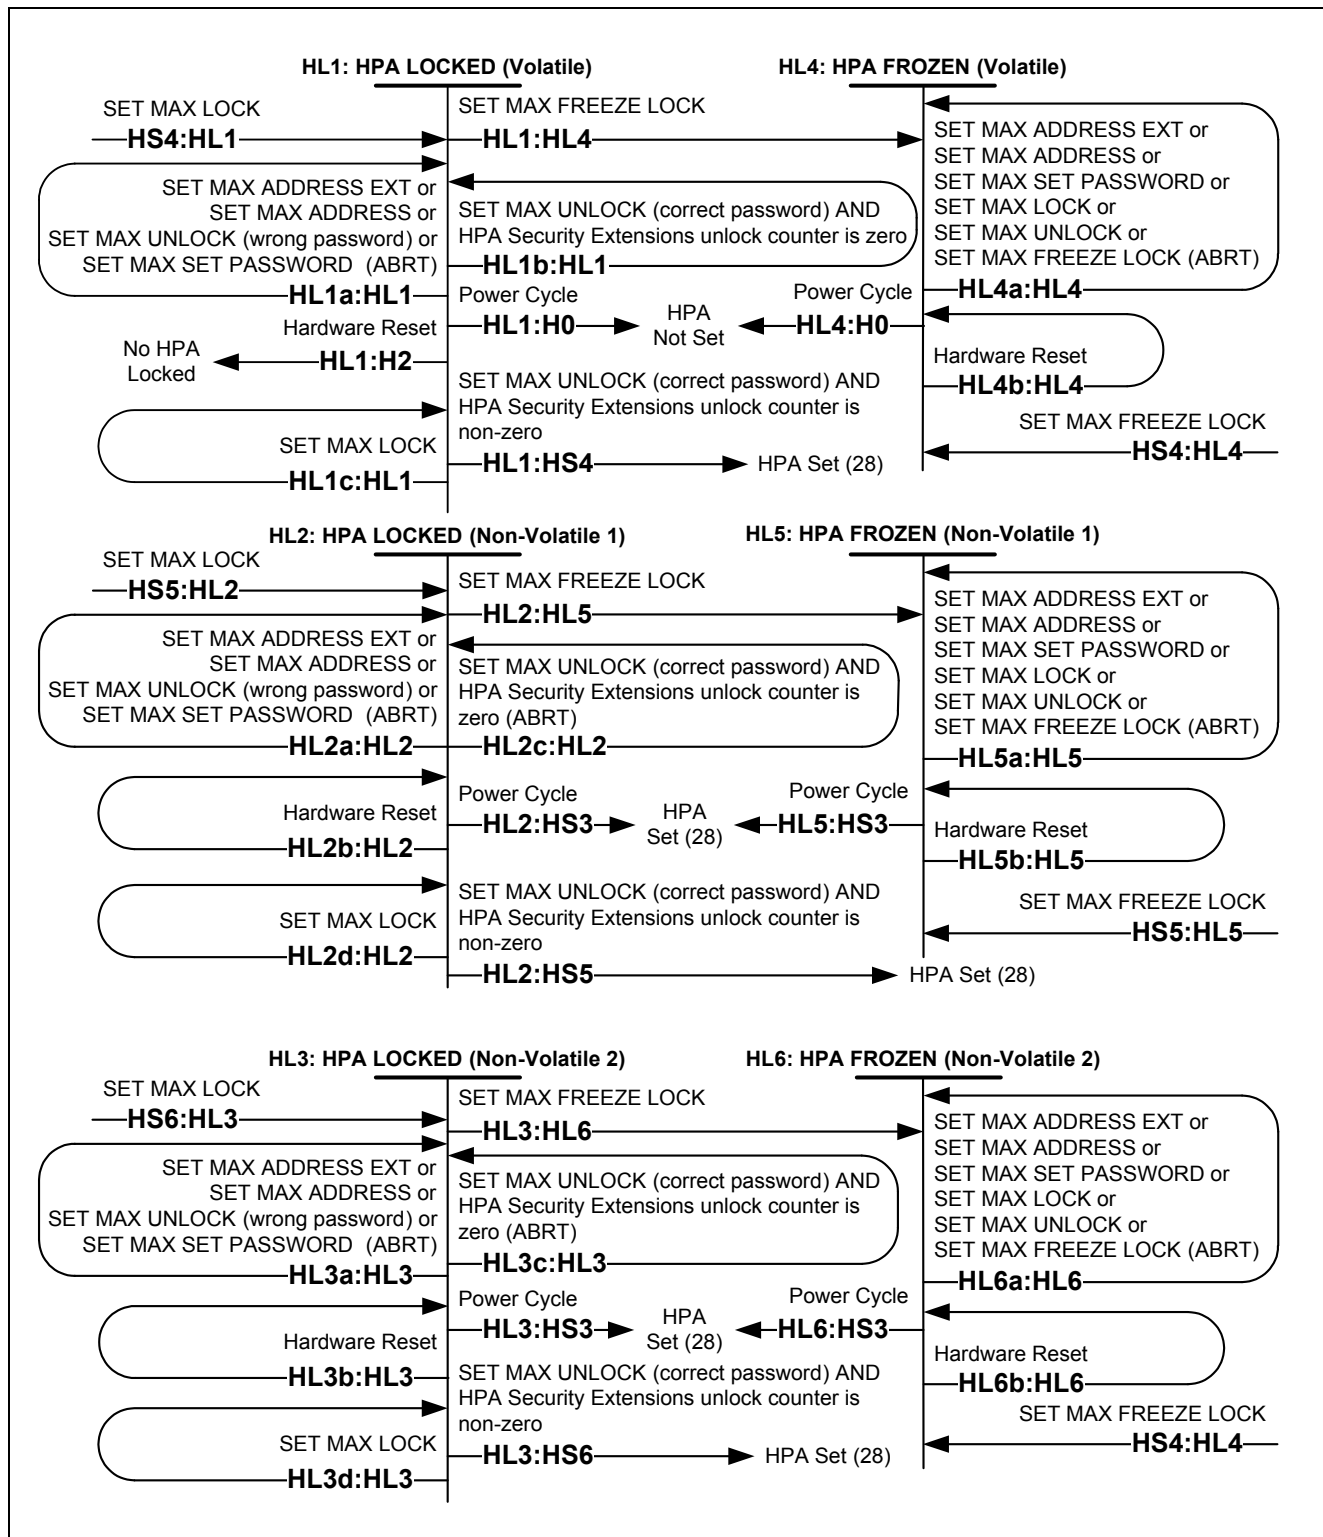 HL1: HPA LOCKED (Volatile)
HL4: HPA FROZEN (Volatile)
SET MAX LOCK
HS4:HL1
SET MAX FREEZE LOCK
HL1:HL4
SET MAX ADDRESS EXT or
SET MAX ADDRESS or
SET MAX UNLOCK (wrong password) or
SET MAX SET PASSWORD (ABRT)
HL1a:HL1
SET MAX UNLOCK (correct password) AND
HPA Security Extensions unlock counter is zero
HL1b:HL1
SET MAX ADDRESS EXT or
SET MAX ADDRESS or
SET MAX SET PASSWORD or
SET MAX LOCK or
SET MAX UNLOCK or
SET MAX FREEZE LOCK (ABRT)
HL4a:HL4
Power Cycle
HL1:H0
HPA
Not Set
Power Cycle
HL4:H0
Hardware Reset
HL1:H2
No HPA
Locked
Hardware Reset
HL4b:HL4
SET MAX UNLOCK (correct password) AND
HPA Security Extensions unlock counter is
non-zero
HL1:HS4
HPA Set (28)
SET MAX LOCK
HL1c:HL1
SET MAX FREEZE LOCK
HS4:HL4
HL2: HPA LOCKED (Non-Volatile 1)
HL5: HPA FROZEN (Non-Volatile 1)
SET MAX LOCK
HS5:HL2
SET MAX FREEZE LOCK
HL2:HL5
SET MAX ADDRESS EXT or
SET MAX ADDRESS or
SET MAX UNLOCK (wrong password) or
SET MAX SET PASSWORD (ABRT)
HL2a:HL2
SET MAX UNLOCK (correct password) AND
HPA Security Extensions unlock counter is
zero (ABRT)
HL2c:HL2
SET MAX ADDRESS EXT or
SET MAX ADDRESS or
SET MAX SET PASSWORD or
SET MAX LOCK or
SET MAX UNLOCK or
SET MAX FREEZE LOCK (ABRT)
HL5a:HL5
Hardware Reset
HL2b:HL2
Power Cycle
HL2:HS3
HPA
Set (28)
Power Cycle
HL5:HS3
Hardware Reset
HL5b:HL5
SET MAX LOCK
HL2d:HL2
SET MAX UNLOCK (correct password) AND
HPA Security Extensions unlock counter is
non-zero
HL2:HS5
HPA Set (28)
SET MAX FREEZE LOCK
HS5:HL5
HL3: HPA LOCKED (Non-Volatile 2)
HL6: HPA FROZEN (Non-Volatile 2)
SET MAX LOCK
HS6:HL3
SET MAX FREEZE LOCK
HL3:HL6
SET MAX ADDRESS EXT or
SET MAX ADDRESS or
SET MAX UNLOCK (wrong password) or
SET MAX SET PASSWORD (ABRT)
HL3a:HL3
SET MAX UNLOCK (correct password) AND
HPA Security Extensions unlock counter is
zero (ABRT)
HL3c:HL3
SET MAX ADDRESS EXT or
SET MAX ADDRESS or
SET MAX SET PASSWORD or
SET MAX LOCK or
SET MAX UNLOCK or
SET MAX FREEZE LOCK (ABRT)
HL6a:HL6
Hardware Reset
HL3b:HL3
Power Cycle
HL3:HS3
HPA
Set (28)
Power Cycle
HL6:HS3
Hardware Reset
HL6b:HL6
SET MAX LOCK
HL3d:HL3
SET MAX UNLOCK (correct password) AND
HPA Security Extensions unlock counter is
non-zero
HL3:HS6
HPA Set (28)
SET MAX FREEZE LOCK
HS4:HL4